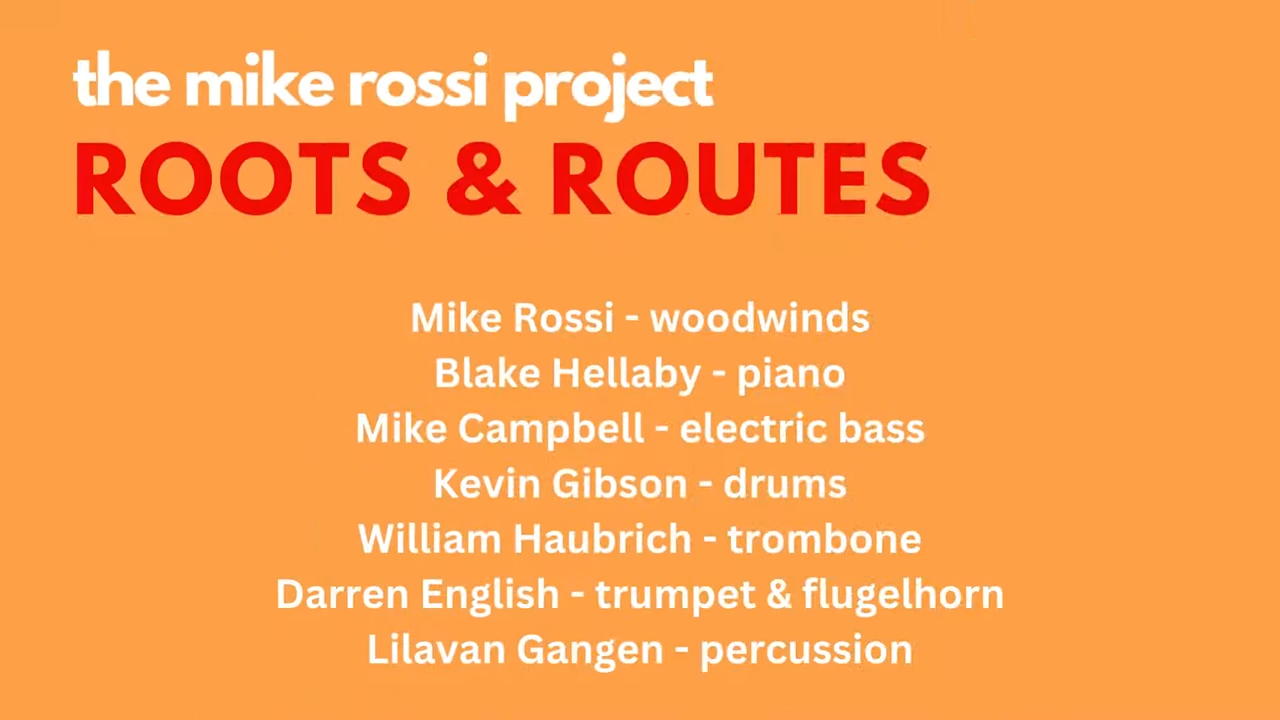 the mike rossi project
ROOTS & ROUTES
Mike Rossi - woodwinds
Blake Hellaby - piano
Mike Campbell - electric bass
Kevin Gibson - drums
William Haubrich - trombone
Darren English - trumpet & flugelhorn
Lilavan Gangen - percussion